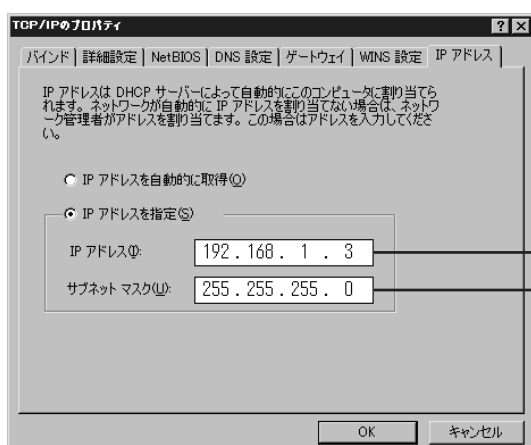 TCP/IPのプロパティ
バインド 詳細設定 NetBIOS DNS 設定 ゲートウェイ WINS 設定 IP アドレス
IP アドレスは DHCP サーバーによって自動的にこのコンピュータに割り当てら
れます。ネットワークが自動的に IP アドレスを割り当てない場合は、ネットワ
ーク管理者がアドレスを割り当てます。この場合はアドレスを入力してくださ
い。
IP アドレスを自動的に取得(O)
IP アドレスを指定(S)
IP アドレス(I): 192.168. 1 . 3
サブネット マスク(U): 255.255.255. 0
OK キャンセル